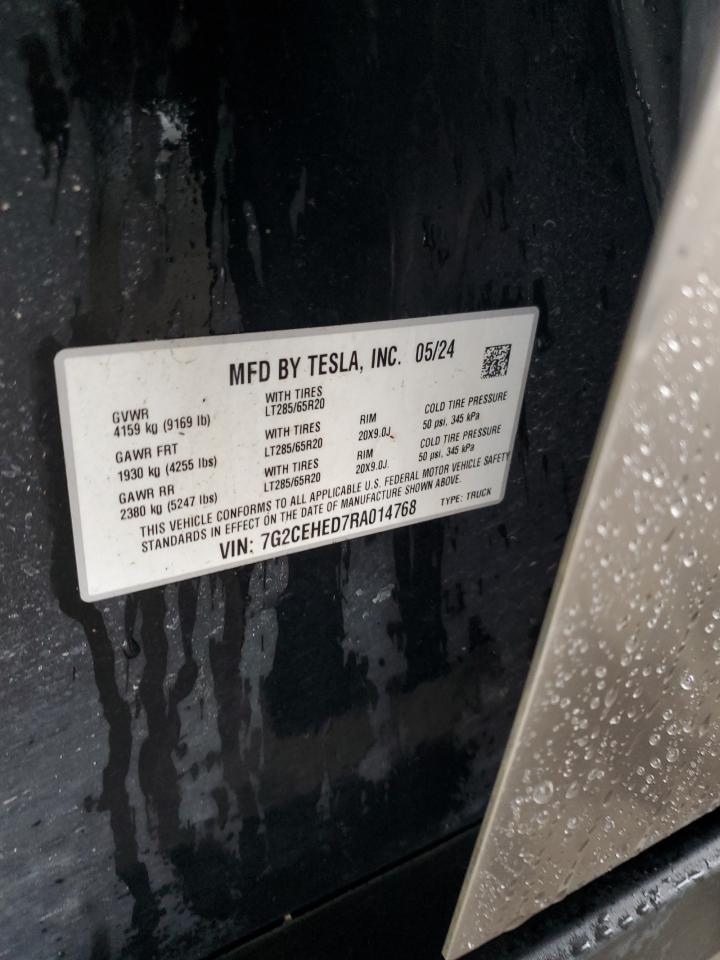 MFD BY TESLA, INC. 05/24
GVWR
4159 kg (9169 lb)
WITH TIRES
LT285/65R20
GAWR FRT
1930 kg (4255 lbs)
WITH TIRES
LT285/65R20
RIM
20X9.0J
COLD TIRE PRESSURE
50 psi, 345 kPa
GAWR RR
2380 kg (5247 lbs)
WITH TIRES
LT285/65R20
RIM
20X9.0J
COLD TIRE PRESSURE
50 psi, 345 kPa
THIS VEHICLE CONFORMS TO ALL APPLICABLE U.S. FEDERAL MOTOR VEHICLE SAFETY
STANDARDS IN EFFECT ON THE DATE OF MANUFACTURE SHOWN ABOVE.
VIN: 7G2CEHED7RA014768 TYPE: TRUCK